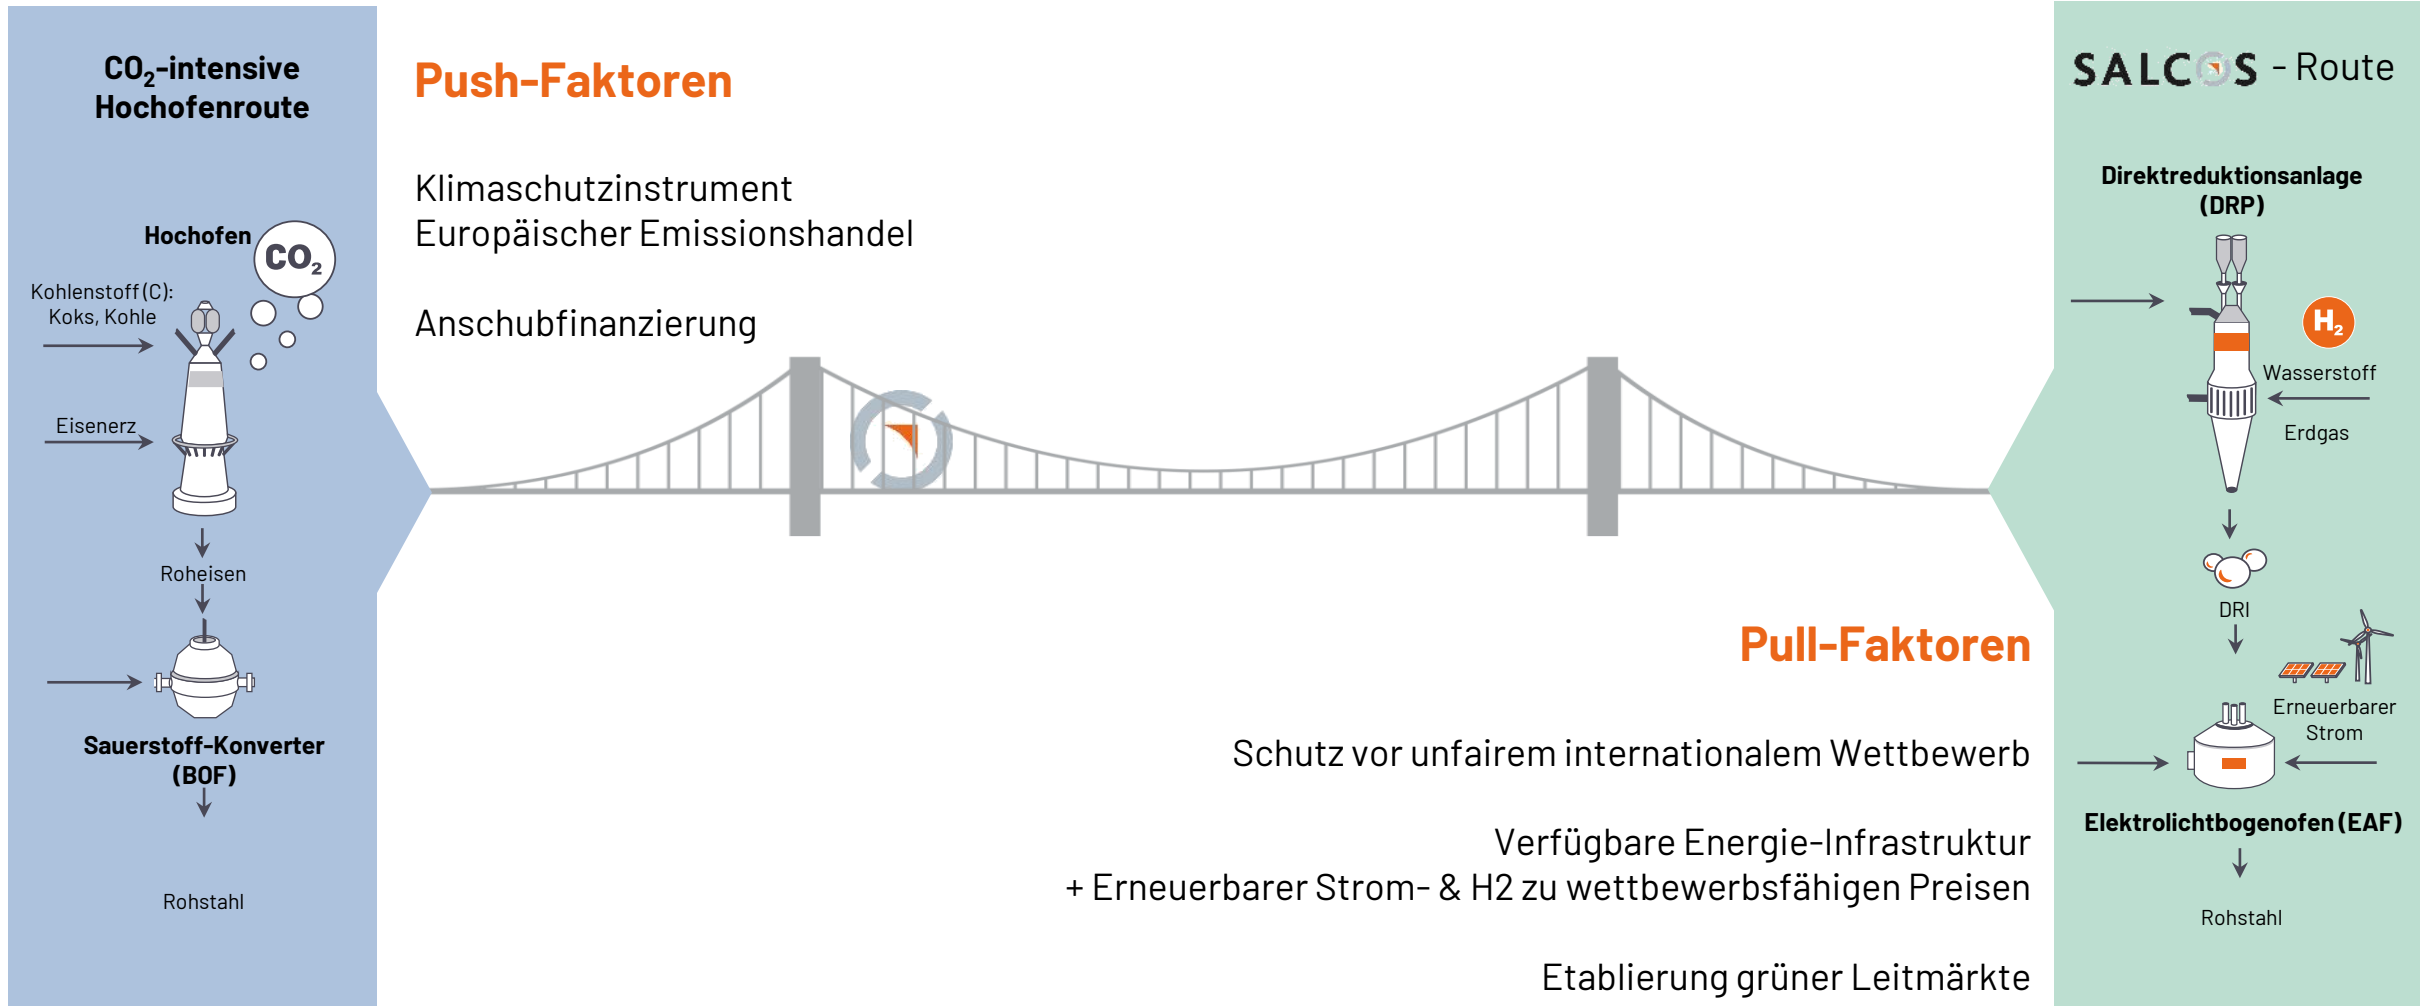 CO₂-intensive
Hochofenroute
Hochofen
CO₂
Kohlenstoff (C):
Koks, Kohle
Eisenerz
Roheisen
Sauerstoff-Konverter
(BOF)
Rohstahl
Push-Faktoren
Klimaschutzinstrument
Europäischer Emissionshandel
Anschubfinanzierung
Pull-Faktoren
Schutz vor unfairem internationalem Wettbewerb
Verfügbare Energie-Infrastruktur
+ Erneuerbarer Strom- & H2 zu wettbewerbsfähigen Preisen
Etablierung grüner Leitmärkte
SALCOS - Route
Direktreduktionsanlage
(DRP)
H₂
Wasserstoff
Erdgas
DRI
Erneuerbarer
Strom
Elektrolichtbogenofen (EAF)
Rohstahl